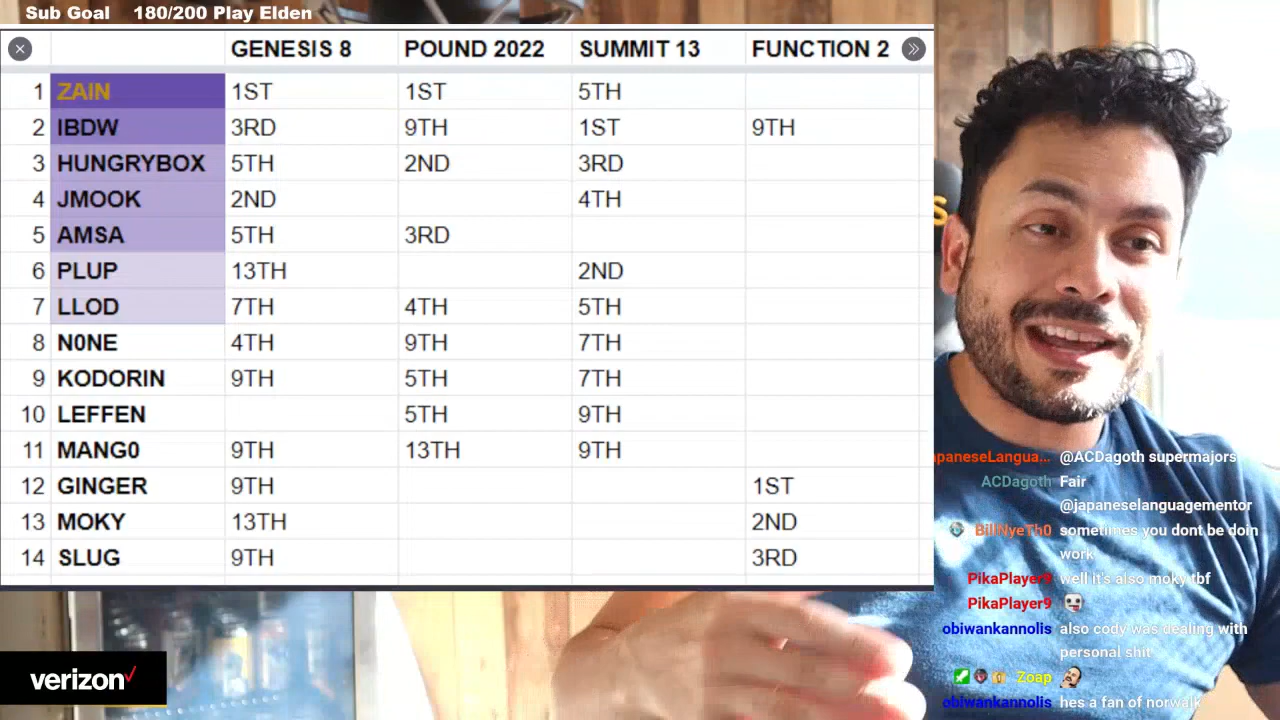 Sub Goal 180/200 Play Elden
GENESIS 8 POUND 2022 SUMMIT 13 FUNCTION 2
1 ZAIN 1ST 1ST 5TH
2 IBDW 3RD 9TH 1ST 9TH
3 HUNGRYBOX 5TH 2ND 3RD
4 JMOOK 2ND 4TH
5 AMSA 5TH 3RD
6 PLUP 13TH 2ND
7 LLOD 7TH 4TH 5TH
8 N0NE 4TH 9TH 7TH
9 KODORIN 9TH 5TH 7TH
10 LEFFEN 5TH 9TH
11 MANG0 9TH 13TH 9TH
12 GINGER 9TH 1ST
13 MOKY 13TH 2ND
14 SLUG 9TH 3RD
S
apaneseLangua... @ACDagoth supermajors
ACDagoth Fair
@japaneselanguagementor
BillNyeTh0 sometimes you dont be doin
work
PikaPlayer9 well it's also moky tbf
PikaPlayer9
obiwankannolis also cody was dealing with
personal shit
Zoap
obiwankannolis hes a fan of norwalk
verizon